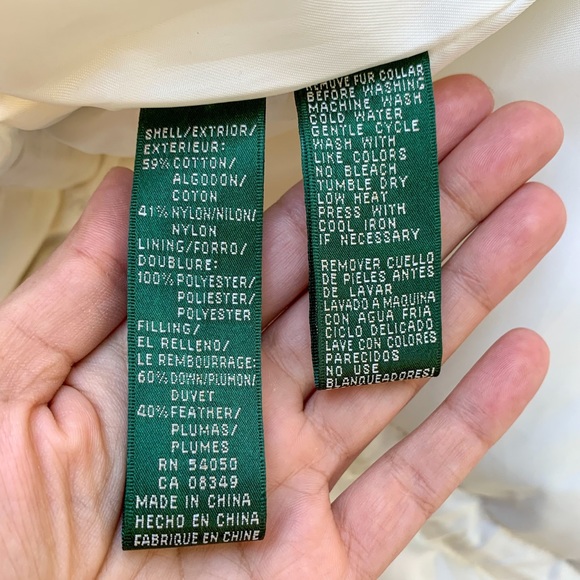 SHELL/EXTRIOR/
EXTERIEUR:
59% COTTON/
ALGODON/
COTON
41% NYLON/NILON/
NYLON
LINING/FORRO/
DOUBLURE:
100% POLYESTER/
POLIESTER/
POLYESTER
FILLING/
EL RELLENO/
LE REMBOURRAGE:
60% DOWN/PLUMON/
DUVET
40% FEATHER/
PLUMAS/
PLUMES
RN 54050
CA 08349
MADE IN CHINA
HECHO EN CHINA
FABRIQUE EN CHINE
REMOVE FUR COLLAR
BEFORE WASHING
MACHINE WASH
COLD WATER
GENTLE CYCLE
WASH WITH
LIKE COLORS
NO BLEACH
TUMBLE DRY
LOW HEAT
PRESS WITH
COOL IRON
IF NECESSARY
REMOVER CUELLO
DE PIELES ANTES
DE LAVAR
LAVADO A MAQUINA
CON AGUA FRIA
CICLO DELICADO
LAVE CON COLORES
PARECIDOS
NO USE
BLANQUEADORES!